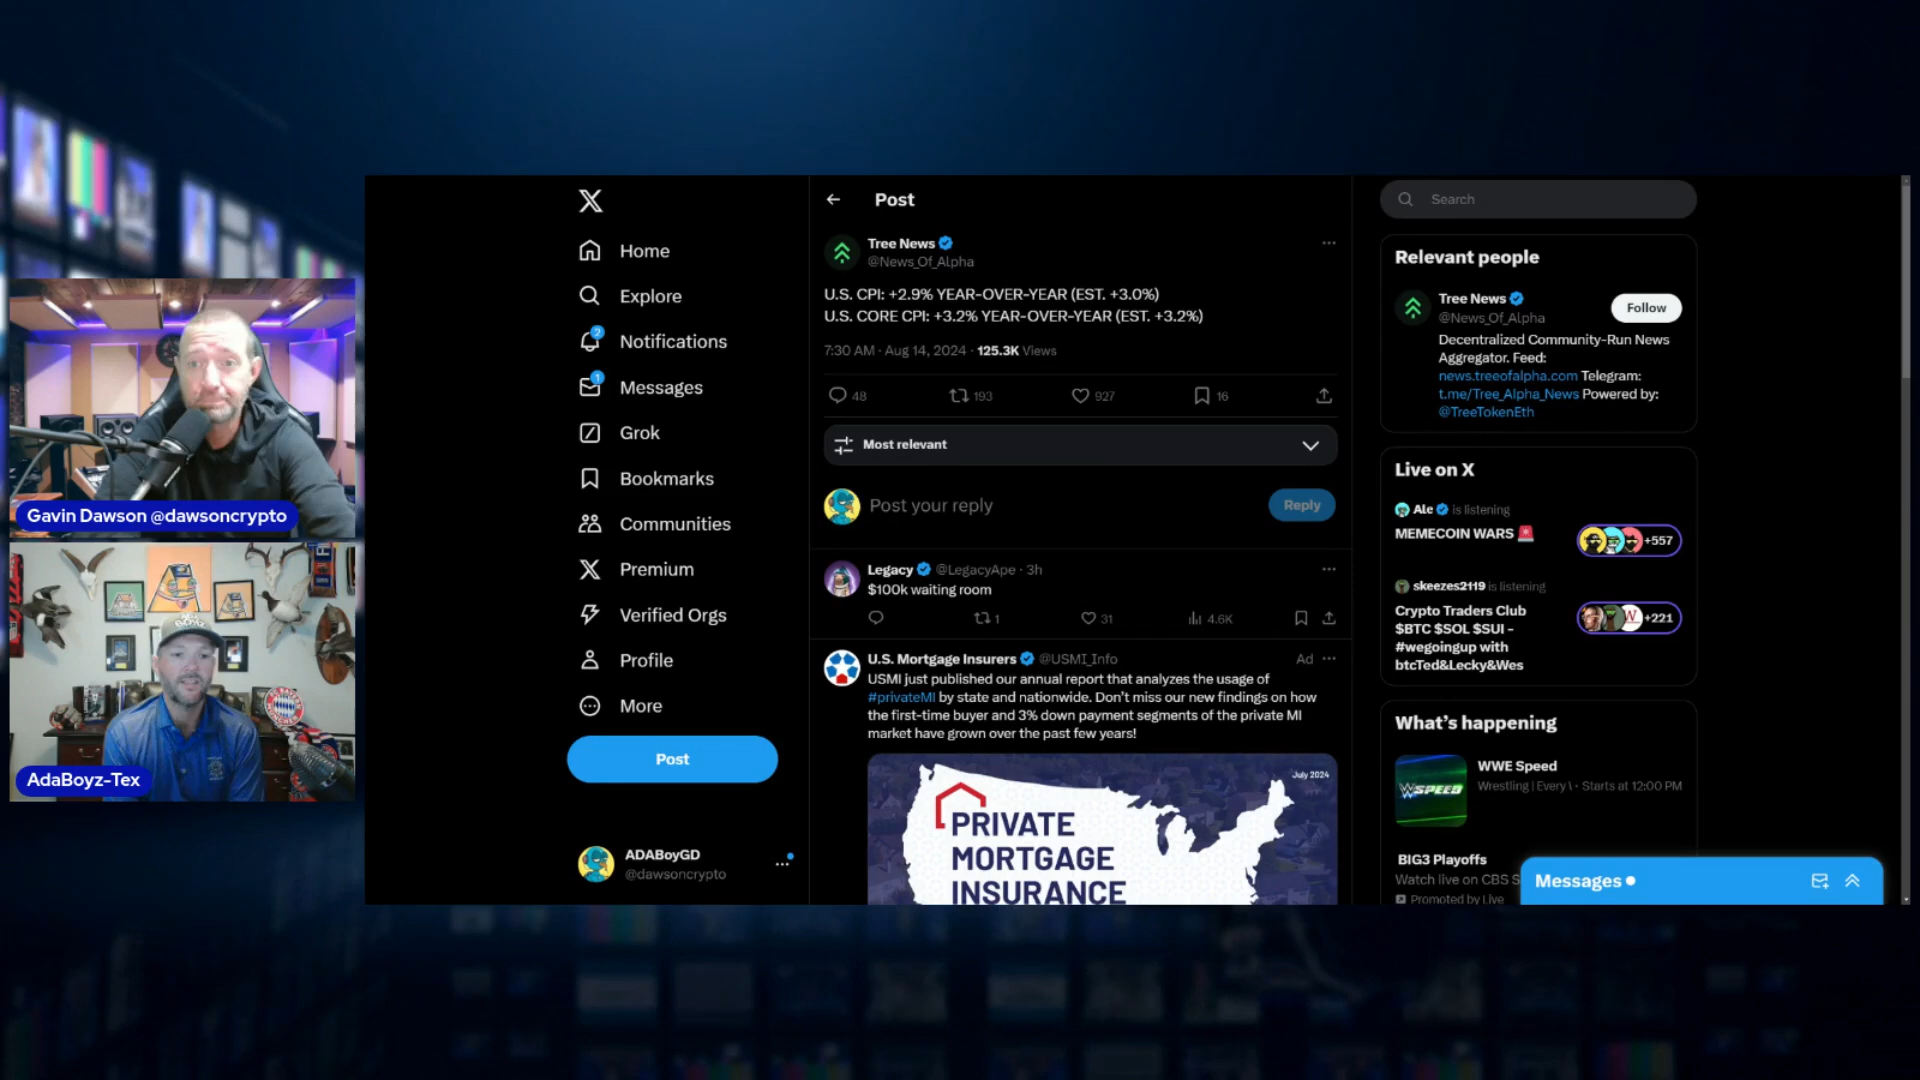 Post
Search
Home
Explore
2
Notifications
1
Messages
Grok
Bookmarks
Communities
Premium
Verified Orgs
Profile
More
Post
ADABoyGD
@dawsoncrypto
Tree News
@News_Of_Alpha
U.S. CPI: +2.9% YEAR-OVER-YEAR (EST. +3.0%)
U.S. CORE CPI: +3.2% YEAR-OVER-YEAR (EST. +3.2%)
7:30 AM · Aug 14, 2024 · 125.3K Views
48 193 927 16
Most relevant
Post your reply
Reply
Legacy @LegacyApe · 3h
$100k waiting room
1 31 4.6K
U.S. Mortgage Insurers @USMI_Info Ad
USMI just published our annual report that analyzes the usage of
#privateMI by state and nationwide. Don't miss our new findings on how
the first-time buyer and 3% down payment segments of the private MI
market have grown over the past few years!
July 2024
PRIVATE
MORTGAGE
INSURANCE
Relevant people
Tree News
@News_Of_Alpha
Follow
Decentralized Community-Run News
Aggregator. Feed:
news.treeofalpha.com Telegram:
t.me/Tree_Alpha_News Powered by:
@TreeTokenEth
Live on X
Ale is listening
MEMECOIN WARS 🚨
+557
skeezes2119 is listening
Crypto Traders Club
$BTC $SOL $SUI -
#wegoingup with
btcTed&Lecky&Wes
+221
What's happening
WWE Speed
Wrestling | Every \ · Starts at 12:00 PM
SPEED
BIG3 Playoffs
Watch live on CBS S
Promoted by Live
Messages
Gavin Dawson @dawsoncrypto
AdaBoyz-Tex